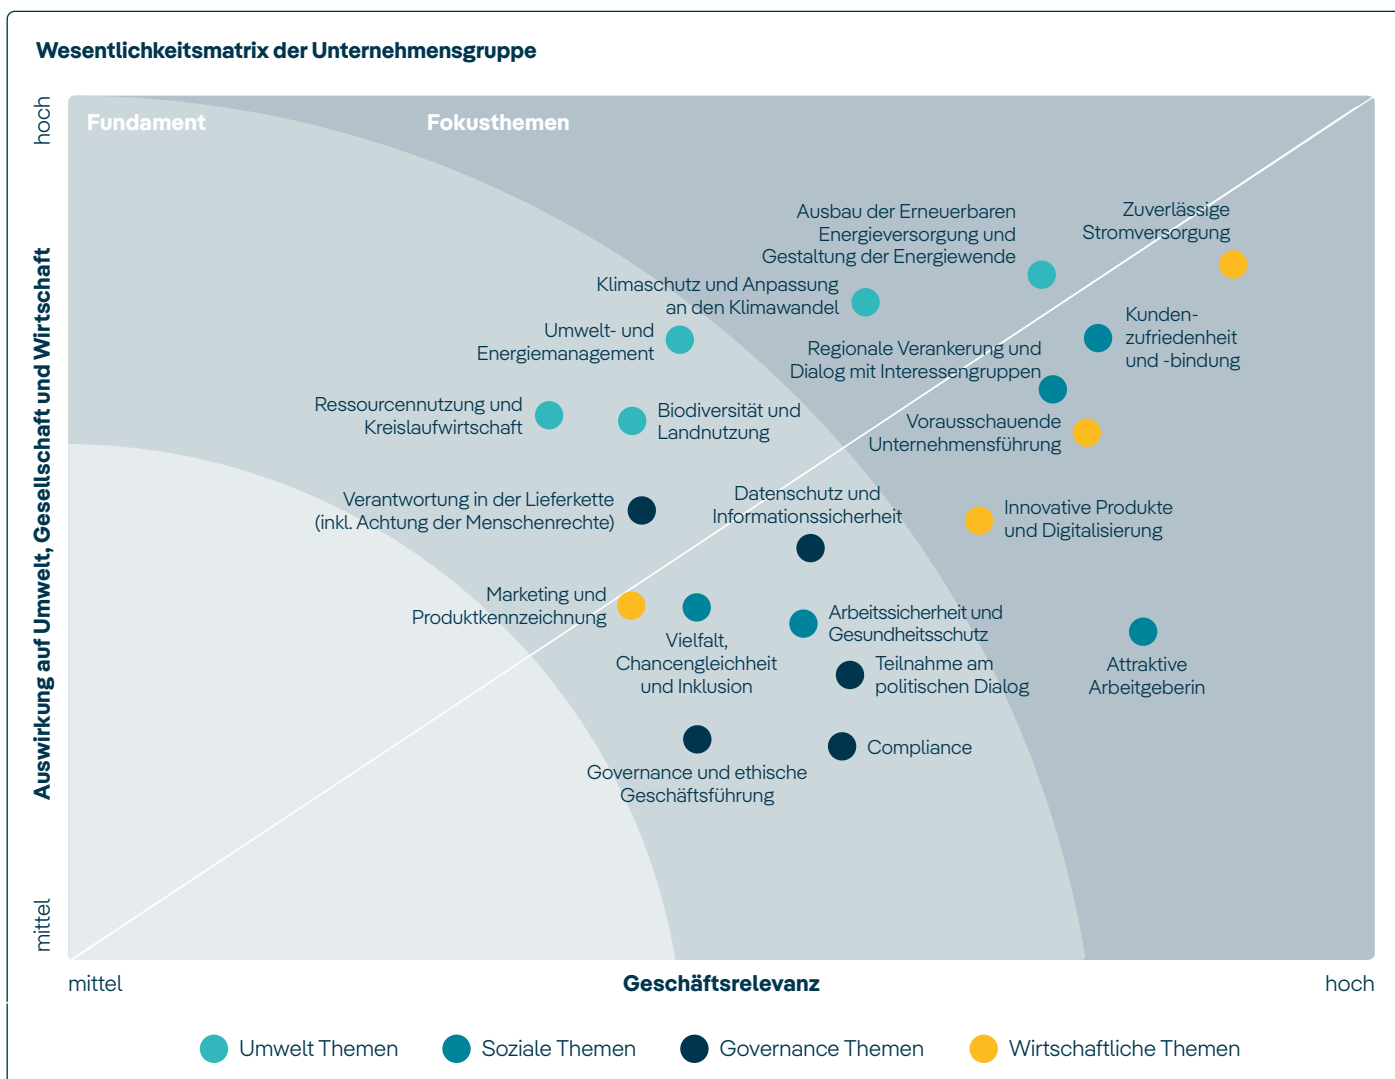 Wesentlichkeitsmatrix der Unternehmensgruppe
hoch
Auswirkung auf Umwelt, Gesellschaft und Wirtschaft
mittel
Fundament
Fokusthemen
Ausbau der Erneuerbaren
Energieversorgung und
Gestaltung der Energiewende
Zuverlässige
Stromversorgung
Klimaschutz und Anpassung
an den Klimawandel
Kunden-
zufriedenheit
und -bindung
Umwelt- und
Energiemanagement
Regionale Verankerung und
Dialog mit Interessengruppen
Ressourcennutzung und
Kreislaufwirtschaft
Biodiversität und
Landnutzung
Vorausschauende
Unternehmensführung
Verantwortung in der Lieferkette
(inkl. Achtung der Menschenrechte)
Datenschutz und
Informationssicherheit
Innovative Produkte
und Digitalisierung
Marketing und
Produktkennzeichnung
Vielfalt,
Chancengleichheit
und Inklusion
Arbeitssicherheit und
Gesundheitsschutz
Teilnahme am
politischen Dialog
Attraktive
Arbeitgeberin
Governance und ethische
Geschäftsführung
Compliance
mittel
Geschäftsrelevanz
hoch
Umwelt Themen
Soziale Themen
Governance Themen
Wirtschaftliche Themen